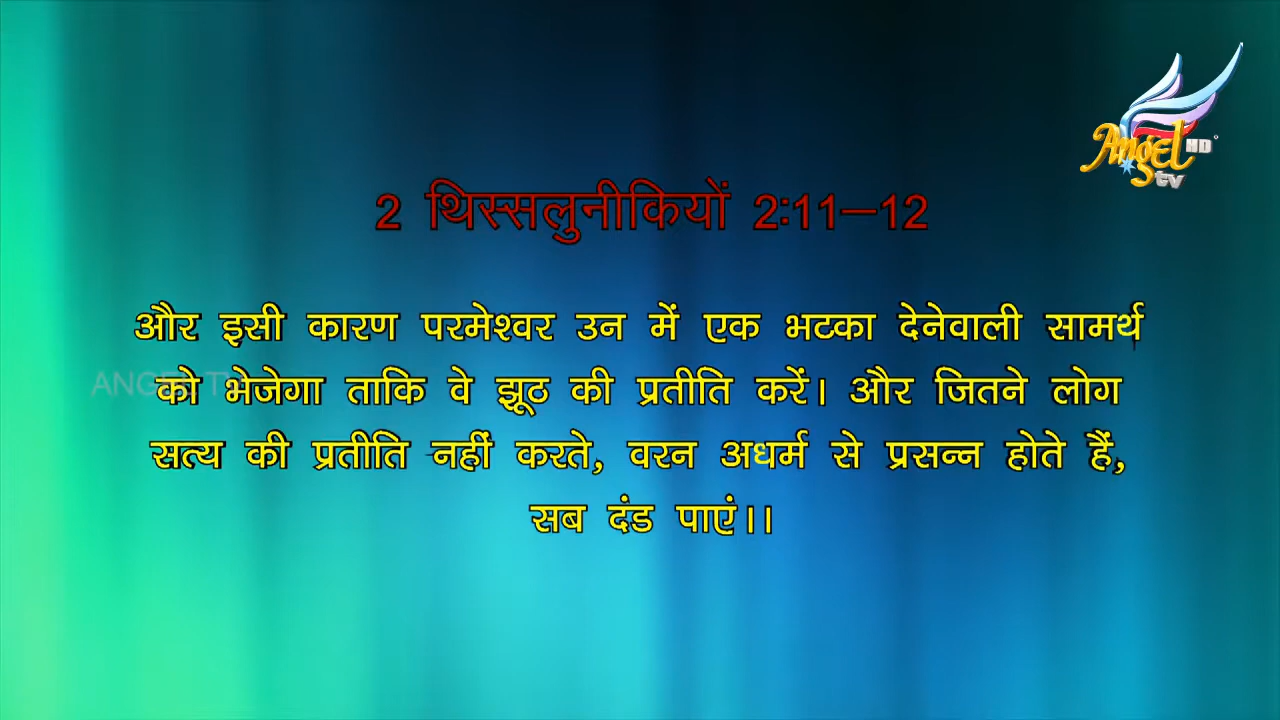 Angel HD
tv
2 थिस्सलुनीकियों 2:11–12
और इसी कारण परमेश्वर उन में एक भटका देनेवाली सामर्थ
को भेजेगा ताकि वे झूठ की प्रतीति करें। और जितने लोग
सत्य की प्रतीति नहीं करते, वरन अधर्म से प्रसन्न होते हैं,
सब दंड पाएं।।
ANGEL T